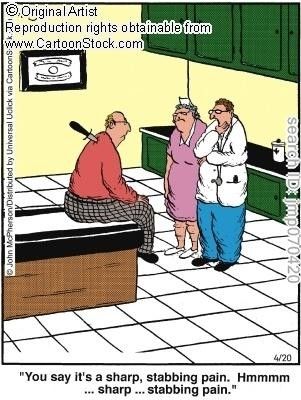 © Original Artist
Reproduction rights obtainable from
www.CartoonStock.com
© John McPherson/Distributed by Universal Uclick via CartoonStock
search ID: jmp070420
4/20
"You say it's a sharp, stabbing pain. Hmmmm
... sharp ... stabbing pain."